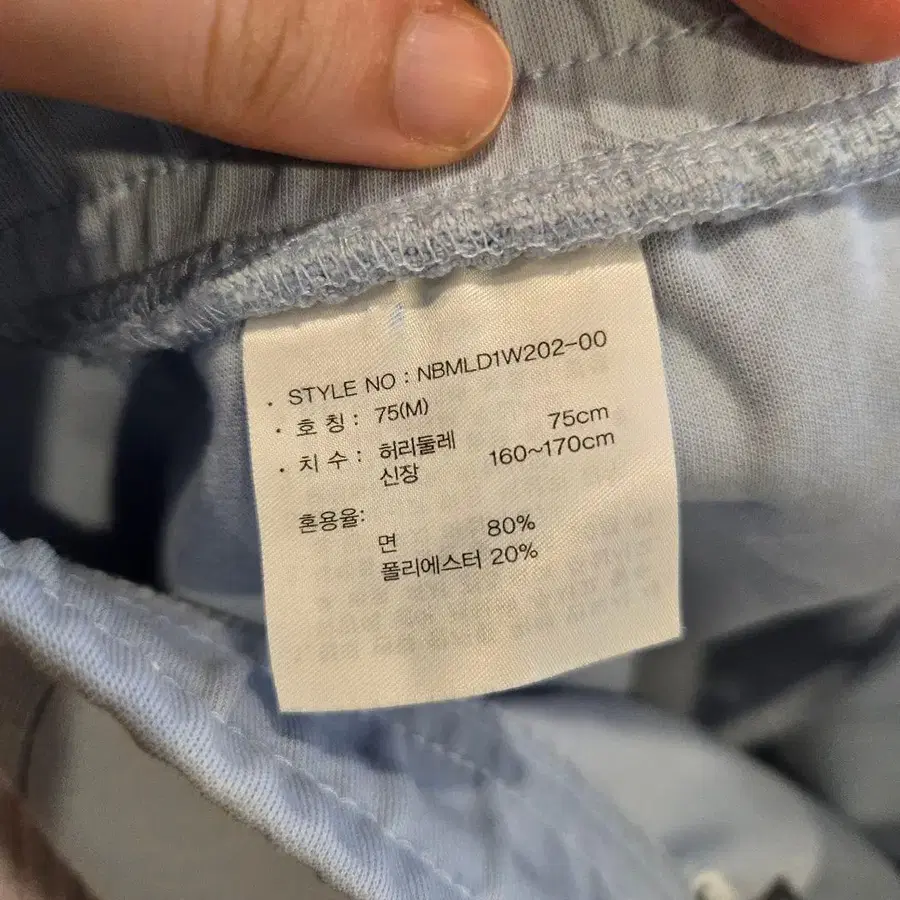 · STYLE NO : NBMLD1W202-00
· 호 칭 : 75(M)
· 치 수 : 허리둘레 75cm
신장 160~170cm
혼용율:
면 80%
폴리에스터 20%